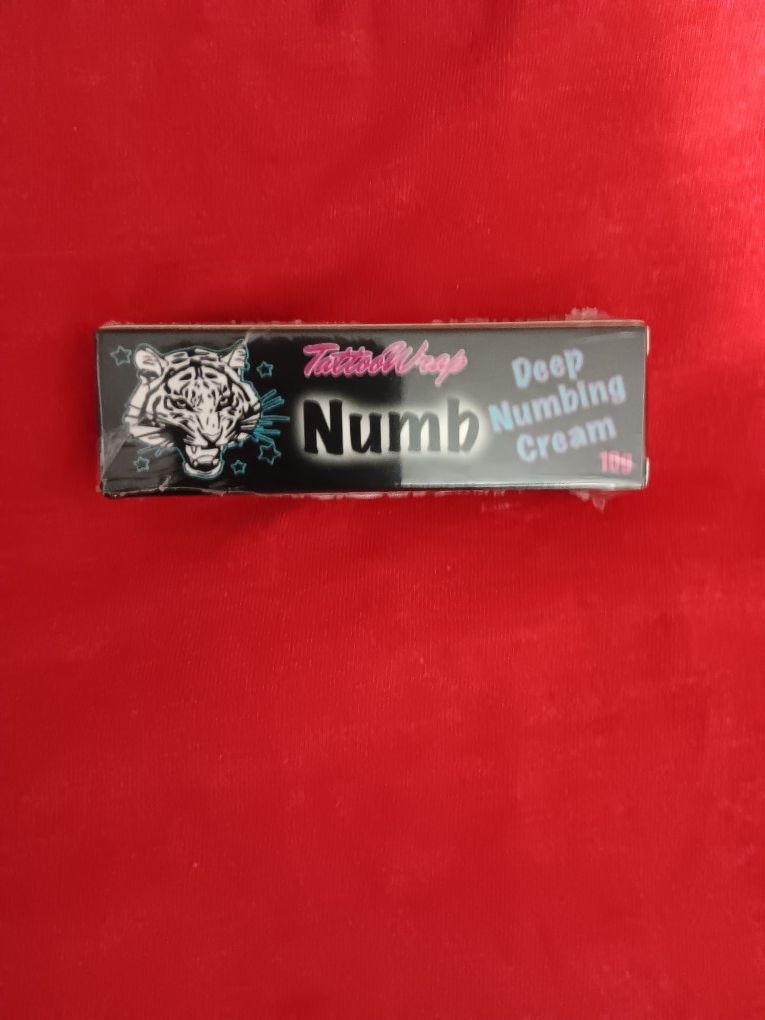 TattooWrap
Numb
Deep
Numbing
Cream
10g